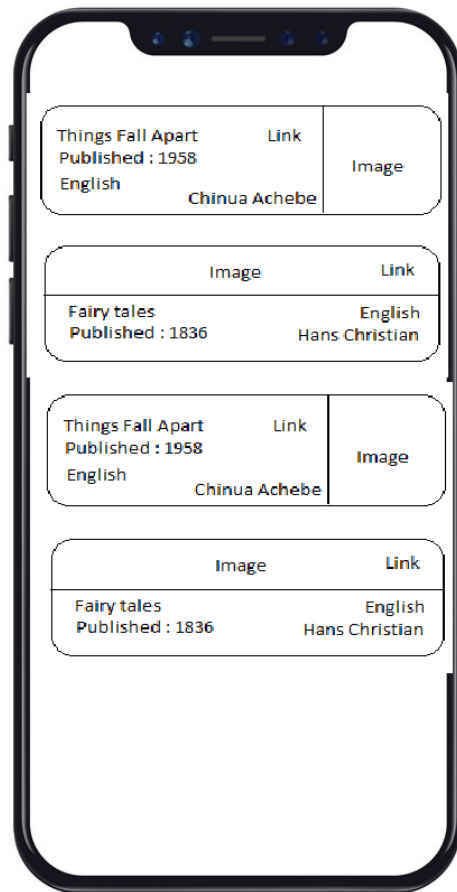 Things Fall Apart Link
Published : 1958
Image
English
Chinua Achebe
Image Link
Fairy tales English
Published : 1836 Hans Christian
Things Fall Apart Link
Published : 1958
Image
English
Chinua Achebe
Image Link
Fairy tales English
Published : 1836 Hans Christian